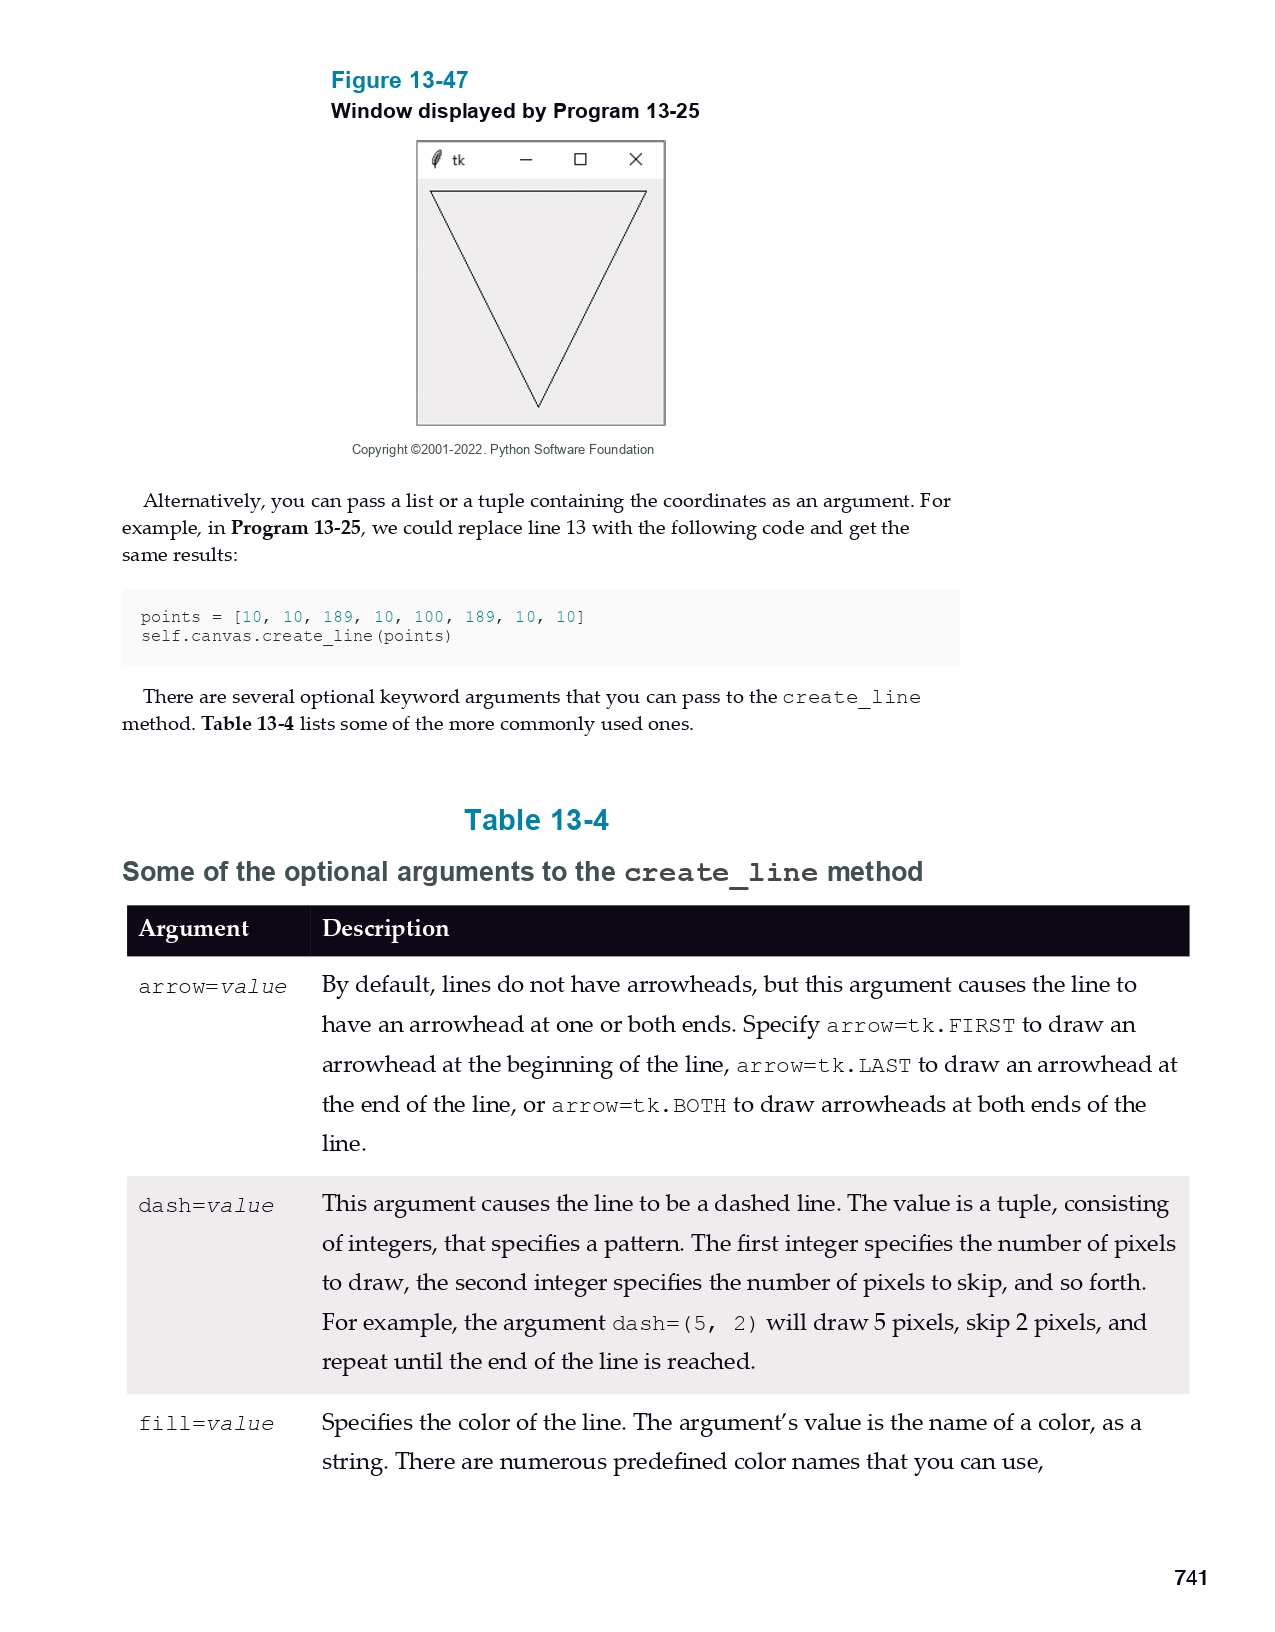 Figure 13-47
Window displayed by Program 13-25
tk
Copyright ©2001-2022. Python Software Foundation
Alternatively, you can pass a list or a tuple containing the coordinates as an argument. For
example, in Program 13-25, we could replace line 13 with the following code and get the
same results:
points = [10, 10, 189, 10, 100, 189, 10, 10]
self.canvas.create_line(points)
There are several optional keyword arguments that you can pass to the create_line
method. Table 13-4 lists some of the more commonly used ones.
Table 13-4
Some of the optional arguments to the create_line method
Argument Description
arrow=value By default, lines do not have arrowheads, but this argument causes the line to
have an arrowhead at one or both ends. Specify arrow=tk.FIRST to draw an
arrowhead at the beginning of the line, arrow=tk.LAST to draw an arrowhead at
the end of the line, or arrow=tk.BOTH to draw arrowheads at both ends of the
line.
dash=value This argument causes the line to be a dashed line. The value is a tuple, consisting
of integers, that specifies a pattern. The first integer specifies the number of pixels
to draw, the second integer specifies the number of pixels to skip, and so forth.
For example, the argument dash=(5, 2) will draw 5 pixels, skip 2 pixels, and
repeat until the end of the line is reached.
fill=value Specifies the color of the line. The argument’s value is the name of a color, as a
string. There are numerous predefined color names that you can use,
741